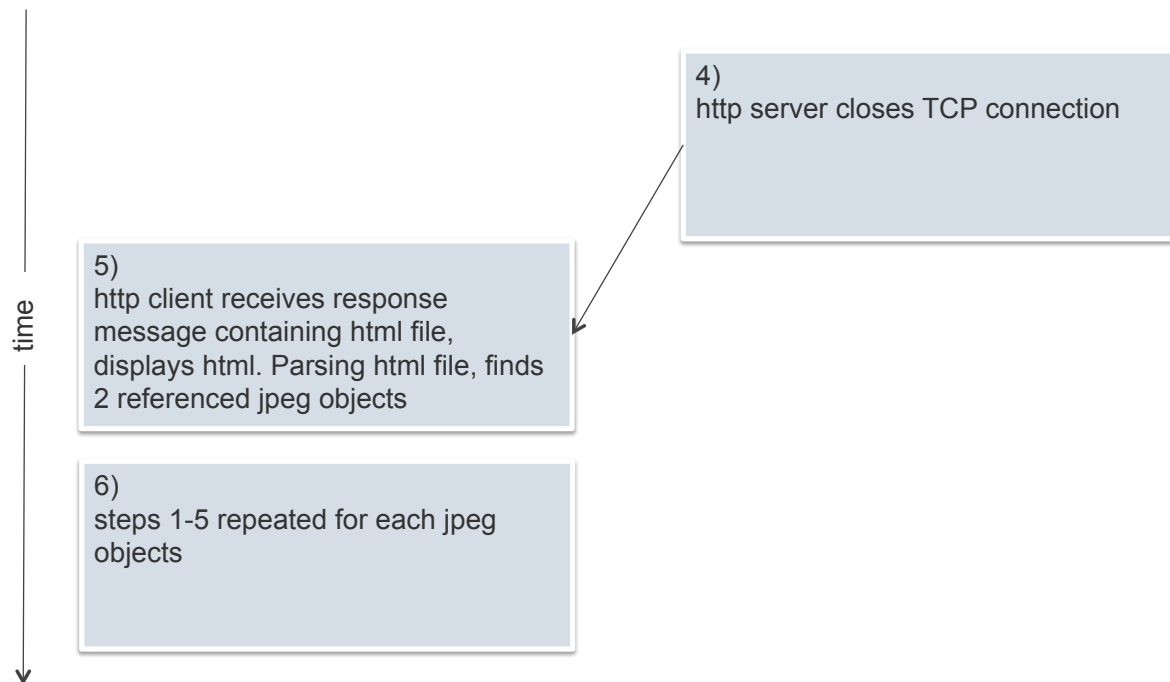 4)
http server closes TCP connection
5)
http client receives response
message containing html file,
displays html. Parsing html file, finds
2 referenced jpeg objects
time
6)
steps 1-5 repeated for each jpeg
objects